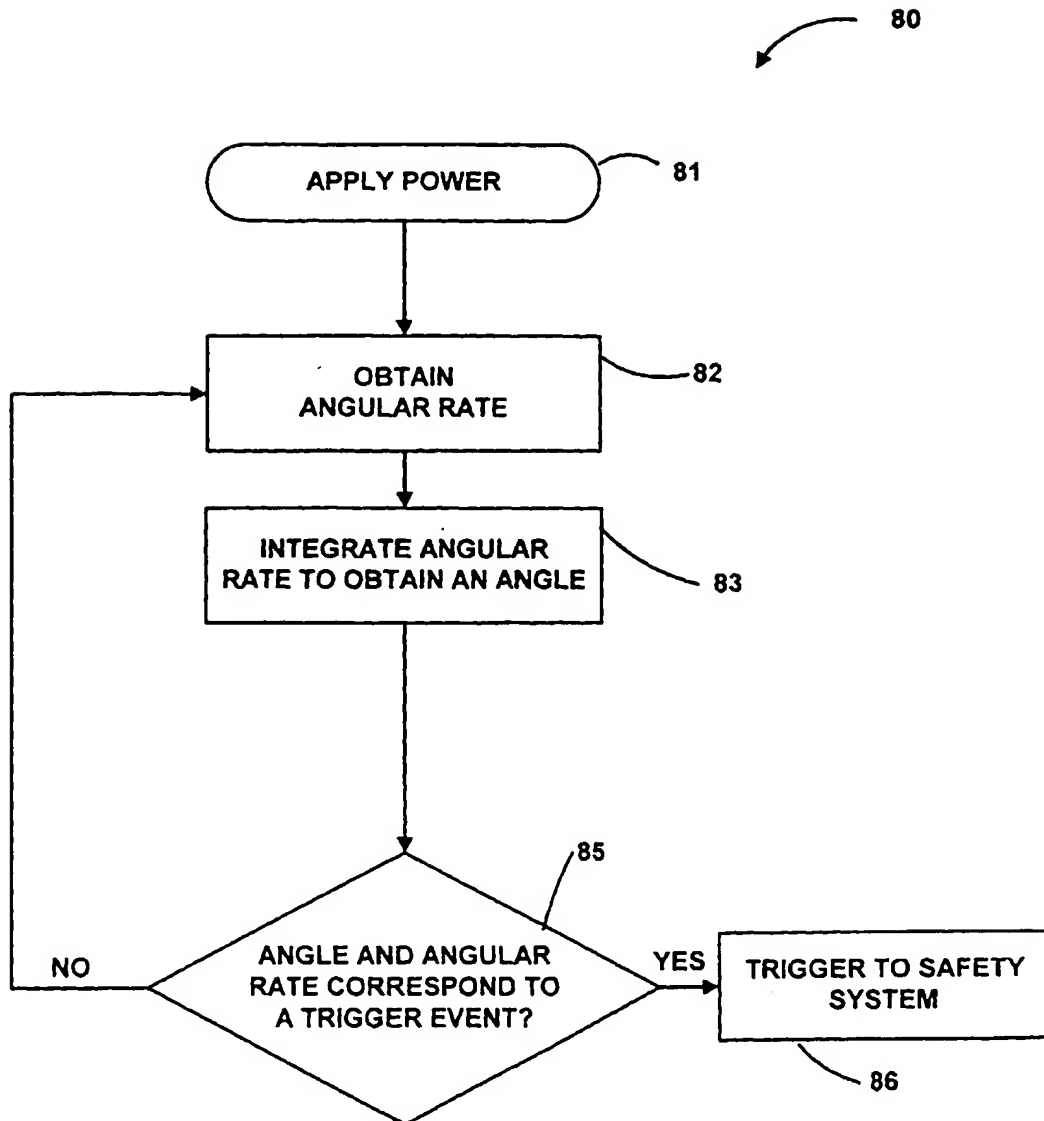 80
APPLY POWER
81
OBTAIN
ANGULAR RATE
82
INTEGRATE ANGULAR
RATE TO OBTAIN AN ANGLE
83
85
ANGLE AND ANGULAR
RATE CORRESPOND TO
A TRIGGER EVENT?
NO
YES
TRIGGER TO SAFETY
SYSTEM
86